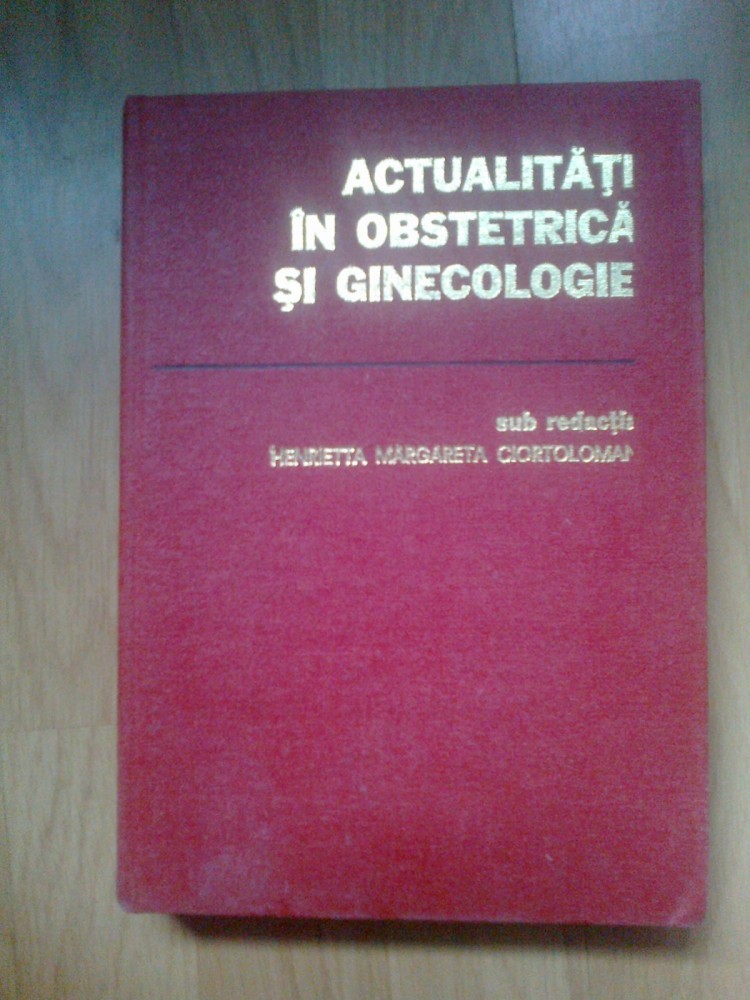 ACTUALITĂŢI
ÎN OBSTETRICĂ
ŞI GINECOLOGIE
sub redacţia
HENRIETTA MARGARETA CIORTOLOMAN